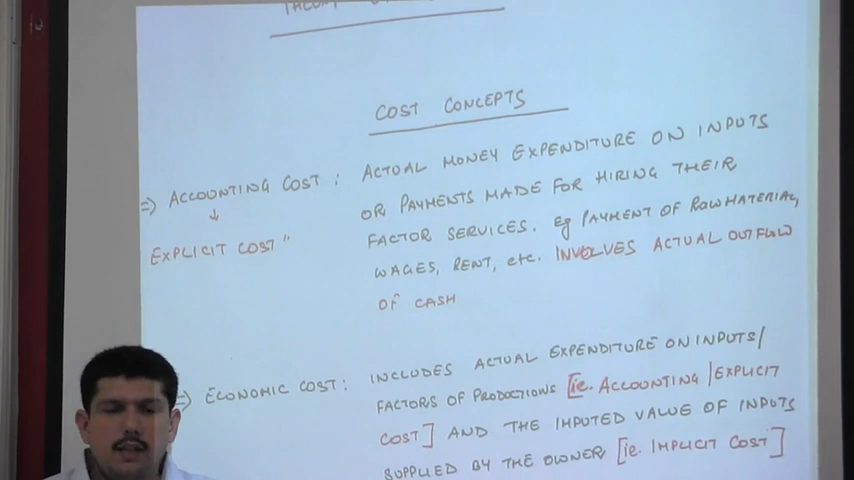 COST CONCEPTS
=> ACCOUNTING COST : ACTUAL MONEY EXPENDITURE ON INPUTS
↓ OR PAYMENTS MADE FOR HIRING THEIR
EXPLICIT COST" FACTOR SERVICES. eg PAYMENT OF RAW MATERIAL,
WAGES, RENT, etc. INVOLVES ACTUAL OUTFLOW
OF CASH
=> ECONOMIC COST : INCLUDES ACTUAL EXPENDITURE ON INPUTS/
FACTORS OF PRODUCTIONS [ie. ACCOUNTING/EXPLICIT
COST] AND THE IMPUTED VALUE OF INPUTS
SUPPLIED BY THE OWNER [ie. IMPLICIT COST]